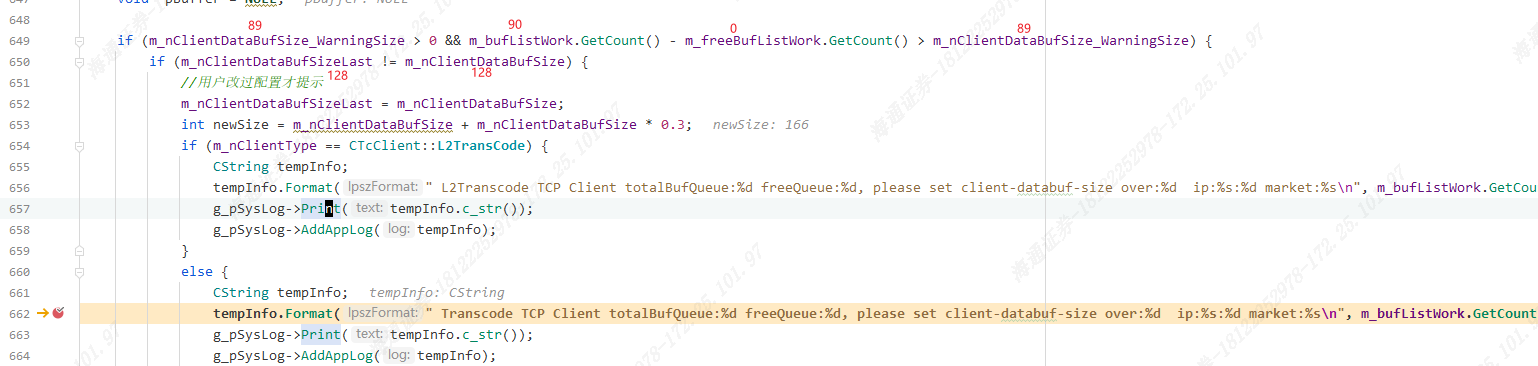 647 void *pBuffer = NULL; pBuffer: NULL
648
89 90 0 89
649 if (m_nClientDataBufSize_WarningSize > 0 && m_bufListWork.GetCount() - m_freeBufListWork.GetCount() > m_nClientDataBufSize_WarningSize) {
650 if (m_nClientDataBufSizeLast != m_nClientDataBufSize) {
651 //用户改过配置才提示 128 128
652 m_nClientDataBufSizeLast = m_nClientDataBufSize;
653 int newSize = m_nClientDataBufSize + m_nClientDataBufSize * 0.3; newSize: 166
654 if (m_nClientType == CTcClient::L2TransCode) {
655 CString tempInfo;
656 tempInfo.Format( lpszFormat: " L2Transcode TCP Client totalBufQueue:%d freeQueue:%d, please set client-databuf-size over:%d  ip:%s:%d market:%s\n", m_bufListWork.GetCou
657 g_pSysLog->Print( text: tempInfo.c_str());
658 g_pSysLog->AddAppLog( log: tempInfo);
659 }
660 else {
661 CString tempInfo; tempInfo: CString
662 tempInfo.Format( lpszFormat: " Transcode TCP Client totalBufQueue:%d freeQueue:%d, please set client-databuf-size over:%d  ip:%s:%d market:%s\n", m_bufListWork.GetCount
663 g_pSysLog->Print( text: tempInfo.c_str());
664 g_pSysLog->AddAppLog( log: tempInfo);
海通证券-18122252978-172.25.101.97